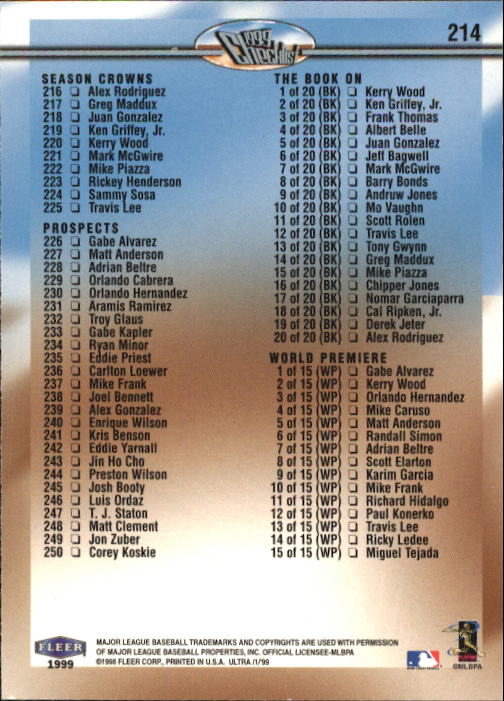 214
1999
Checklist
SEASON CROWNS
216 Alex Rodriguez
217 Greg Maddux
218 Juan Gonzalez
219 Ken Griffey, Jr.
220 Kerry Wood
221 Mark McGwire
222 Mike Piazza
223 Rickey Henderson
224 Sammy Sosa
225 Travis Lee
PROSPECTS
226 Gabe Alvarez
227 Matt Anderson
228 Adrian Beltre
229 Orlando Cabrera
230 Orlando Hernandez
231 Aramis Ramirez
232 Troy Glaus
233 Gabe Kapler
234 Ryan Minor
235 Eddie Priest
236 Carlton Loewer
237 Mike Frank
238 Joel Bennett
239 Alex Gonzalez
240 Enrique Wilson
241 Kris Benson
242 Eddie Yarnall
243 Jin Ho Cho
244 Preston Wilson
245 Josh Booty
246 Luis Ordaz
247 T. J. Staton
248 Matt Clement
249 Jon Zuber
250 Corey Koskie
THE BOOK ON
1 of 20 (BK) Kerry Wood
2 of 20 (BK) Ken Griffey, Jr.
3 of 20 (BK) Frank Thomas
4 of 20 (BK) Albert Belle
5 of 20 (BK) Juan Gonzalez
6 of 20 (BK) Jeff Bagwell
7 of 20 (BK) Mark McGwire
8 of 20 (BK) Barry Bonds
9 of 20 (BK) Andruw Jones
10 of 20 (BK) Mo Vaughn
11 of 20 (BK) Scott Rolen
12 of 20 (BK) Travis Lee
13 of 20 (BK) Tony Gwynn
14 of 20 (BK) Greg Maddux
15 of 20 (BK) Mike Piazza
16 of 20 (BK) Chipper Jones
17 of 20 (BK) Nomar Garciaparra
18 of 20 (BK) Cal Ripken, Jr.
19 of 20 (BK) Derek Jeter
20 of 20 (BK) Alex Rodriguez
WORLD PREMIERE
1 of 15 (WP) Gabe Alvarez
2 of 15 (WP) Kerry Wood
3 of 15 (WP) Orlando Hernandez
4 of 15 (WP) Mike Caruso
5 of 15 (WP) Matt Anderson
6 of 15 (WP) Randall Simon
7 of 15 (WP) Adrian Beltre
8 of 15 (WP) Scott Elarton
9 of 15 (WP) Karim Garcia
10 of 15 (WP) Mike Frank
11 of 15 (WP) Richard Hidalgo
12 of 15 (WP) Paul Konerko
13 of 15 (WP) Travis Lee
14 of 15 (WP) Ricky Ledee
15 of 15 (WP) Miguel Tejada
FLEER
1999
MAJOR LEAGUE BASEBALL TRADEMARKS AND COPYRIGHTS ARE USED WITH PERMISSION
OF MAJOR LEAGUE BASEBALL PROPERTIES, INC. OFFICIAL LICENSEE-MLBPA
©1998 FLEER CORP., PRINTED IN U.S.A. ULTRA /1/'99
©MLBPA